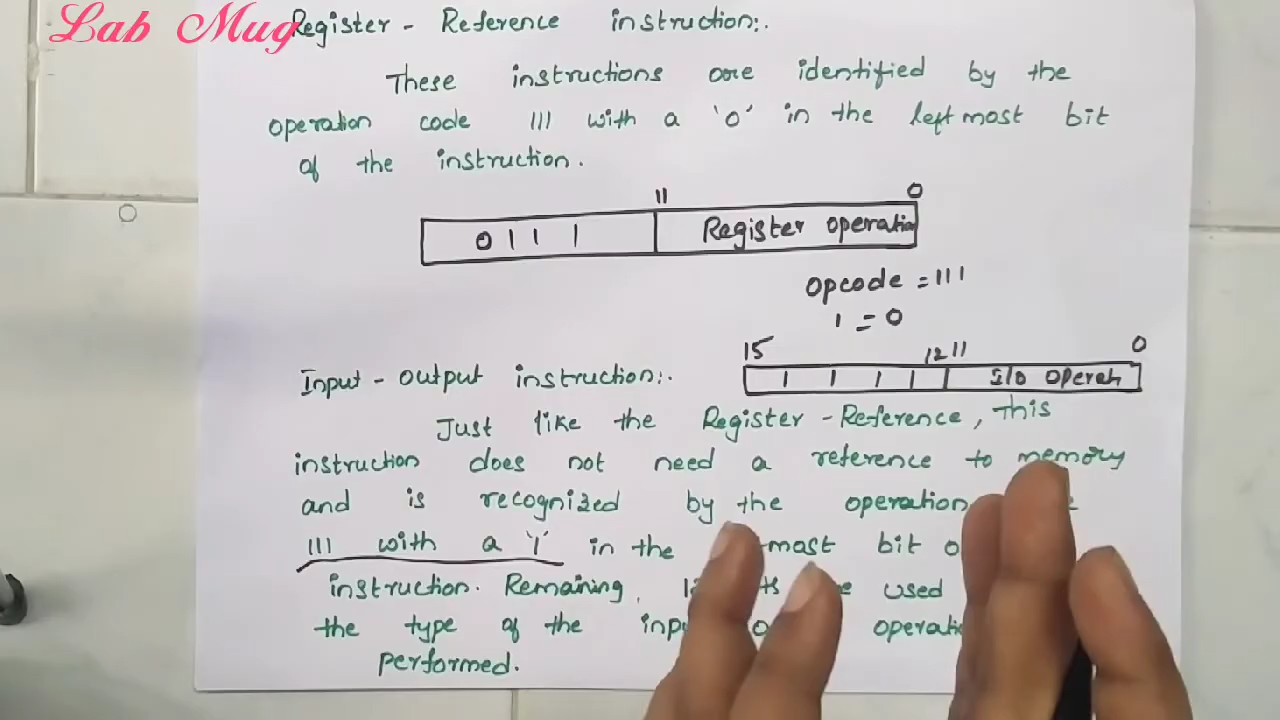 Lab Mug
Register - Reference instruction:.
These instructions are identified by the
operation code 111 with a '0' in the leftmost bit
of the instruction.
11 0
0 1 1 1 Register operation
opcode = 111
1 = 0
15 12 11 0
Input - output instruction:. 1 1 1 1 I/o operati
Just like the Register - Reference, this
instruction does not need a reference to memory
and is recognized by the operation
111 with a '1' in the most bit
instruction. Remaining, used
the type of the
performed.